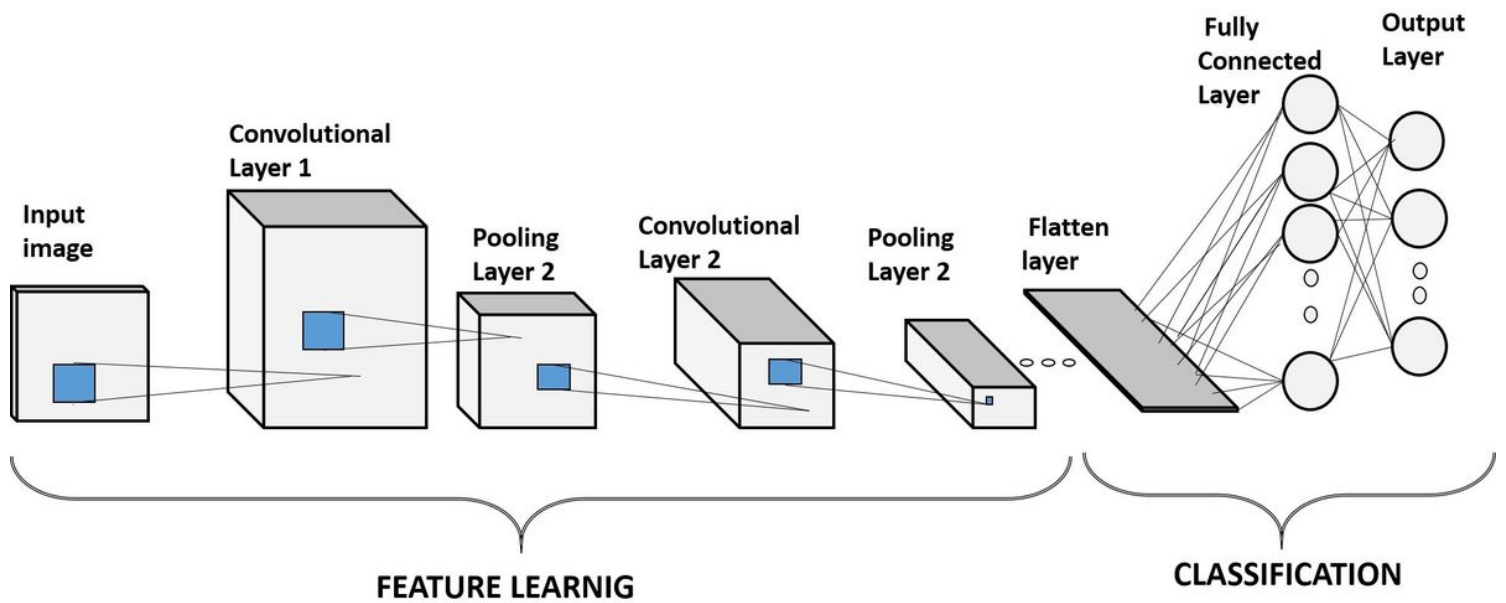 Input
image
Convolutional
Layer 1
Pooling
Layer 2
Convolutional
Layer 2
Pooling
Layer 2
Flatten
layer
Fully
Connected
Layer
Output
Layer
FEATURE LEARNIG
CLASSIFICATION